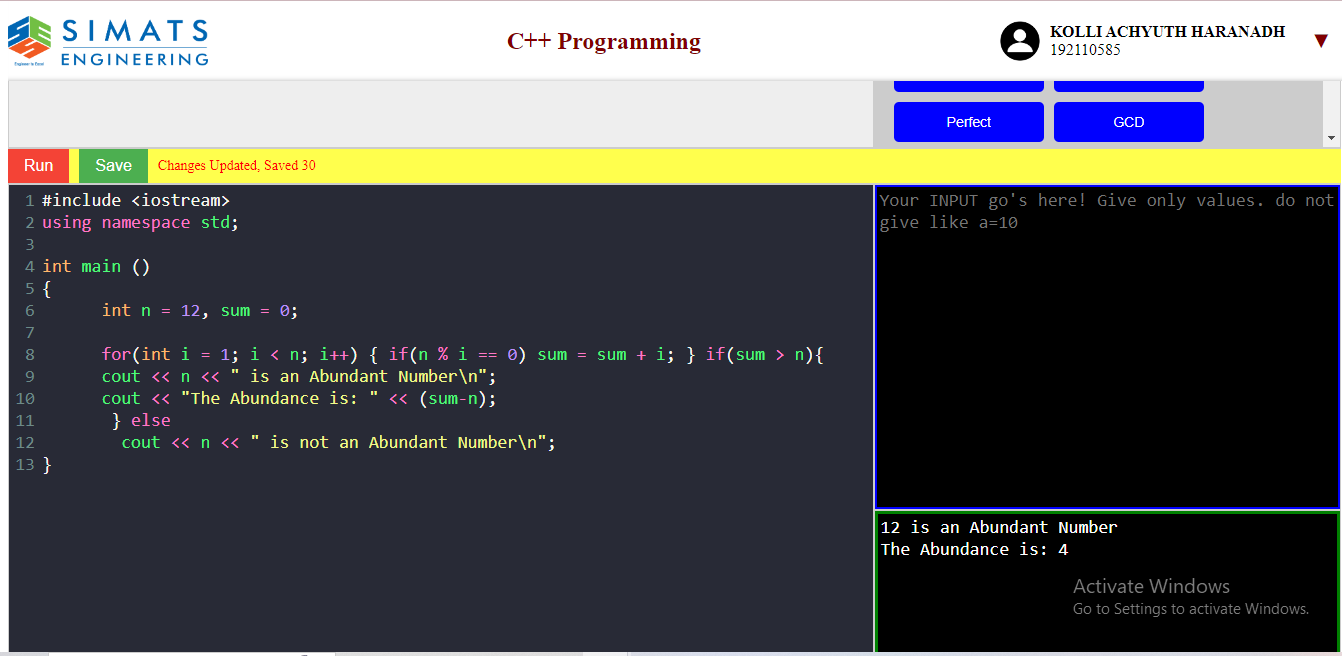 SIMATS
ENGINEERING
Engineer to Excel
C++ Programming
KOLLI ACHYUTH HARANADH
192110585
▼
Perfect
GCD
Run
Save
Changes Updated, Saved 30
1 #include <iostream>
2 using namespace std;
3
4 int main ()
5 {
6 int n = 12, sum = 0;
7
8 for(int i = 1; i < n; i++) { if(n % i == 0) sum = sum + i; } if(sum > n){
9 cout << n << " is an Abundant Number\n";
10 cout << "The Abundance is: " << (sum-n);
11 } else
12 cout << n << " is not an Abundant Number\n";
13 }
Your INPUT go's here! Give only values. do not
give like a=10
12 is an Abundant Number
The Abundance is: 4
Activate Windows
Go to Settings to activate Windows.